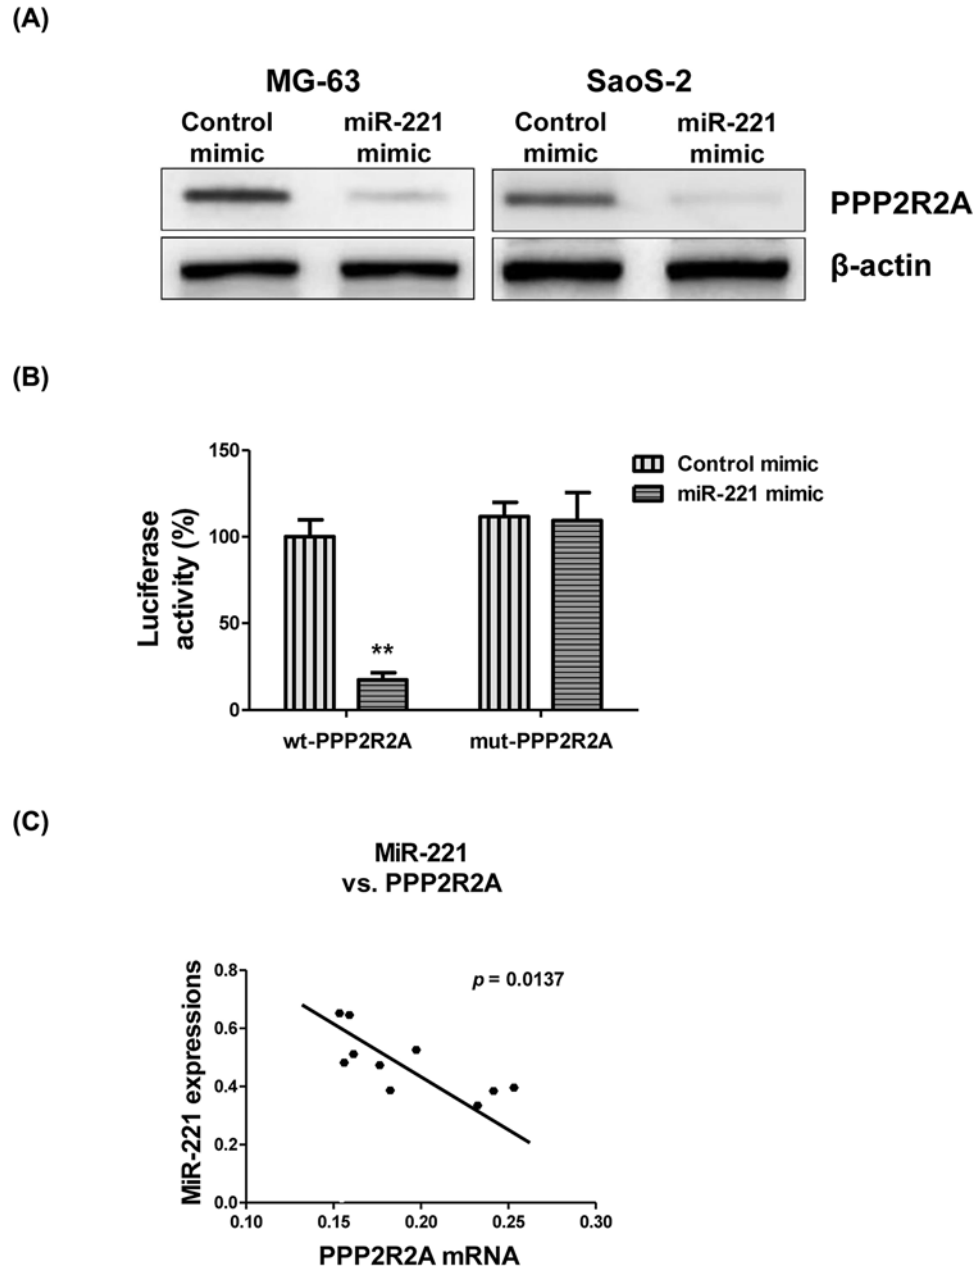 (A)
MG-63 SaoS-2
Control miR-221 Control miR-221
mimic mimic mimic mimic
PPP2R2A
β-actin
(B)
150
100
50
0
Luciferase
activity (%)
**
Control mimic
miR-221 mimic
wt-PPP2R2A mut-PPP2R2A
(C)
MiR-221
vs. PPP2R2A
p = 0.0137
MiR-221 expressions
0.8
0.6
0.4
0.2
0.0
0.10 0.15 0.20 0.25 0.30
PPP2R2A mRNA